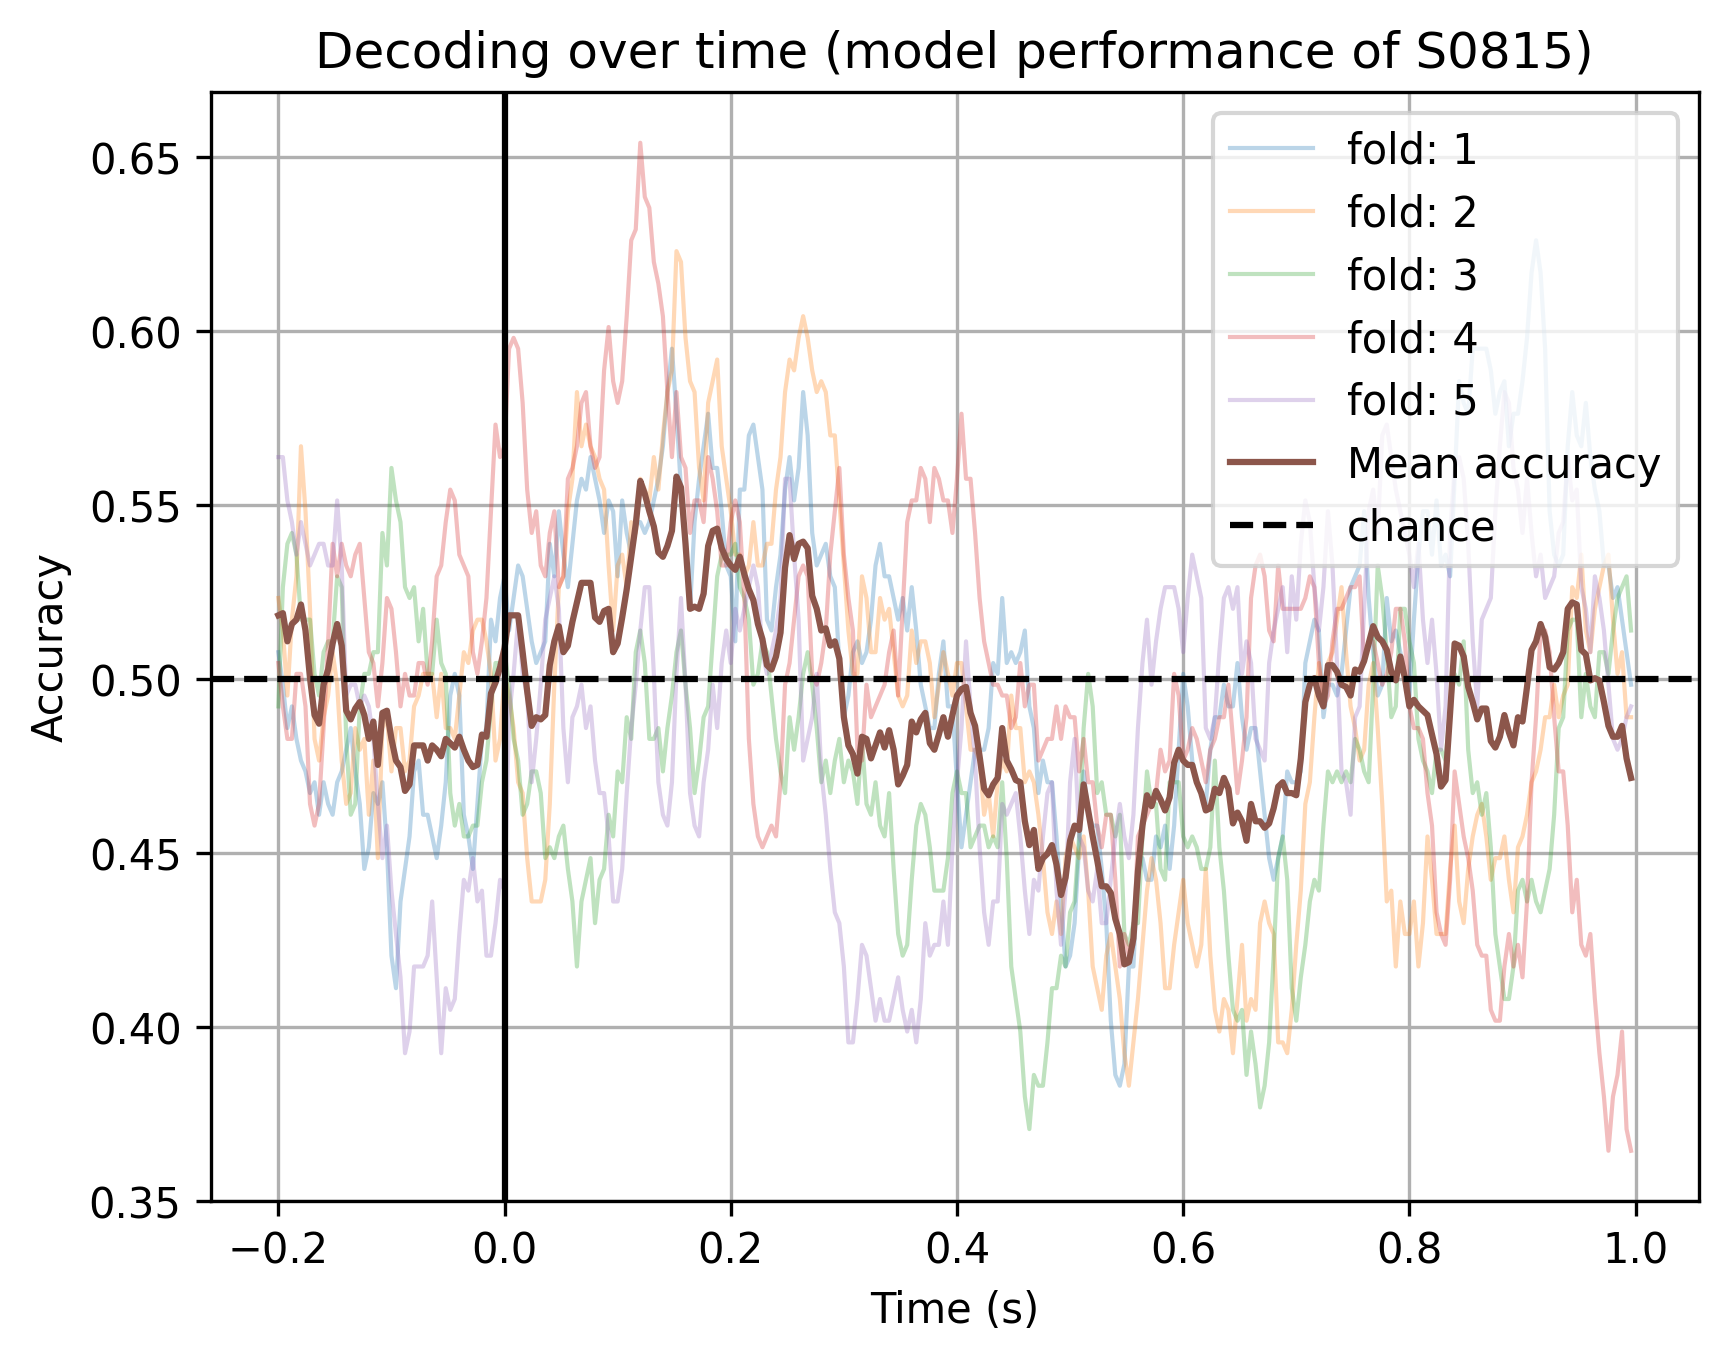 Decoding over time (model performance of S0815)
fold: 1
fold: 2
fold: 3
fold: 4
fold: 5
Mean accuracy
chance
Accuracy
0.65
0.60
0.55
0.50
0.45
0.40
0.35
−0.2 0.0 0.2 0.4 0.6 0.8 1.0
Time (s)